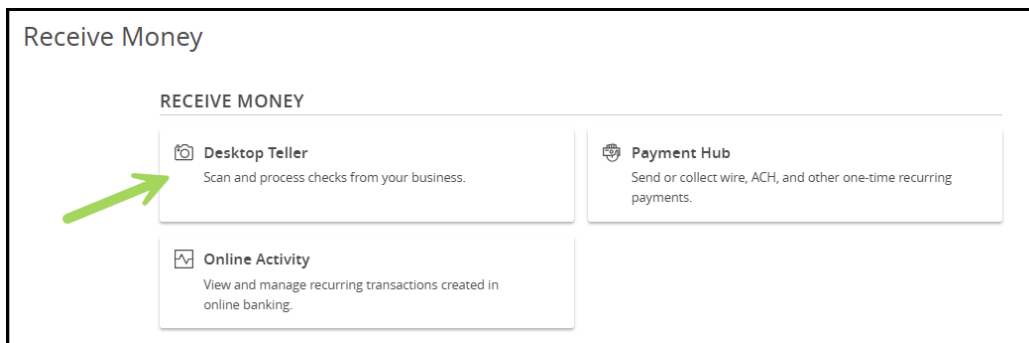 Receive Money
RECEIVE MONEY
Desktop Teller
Scan and process checks from your business.
Payment Hub
Send or collect wire, ACH, and other one-time recurring
payments.
Online Activity
View and manage recurring transactions created in
online banking.